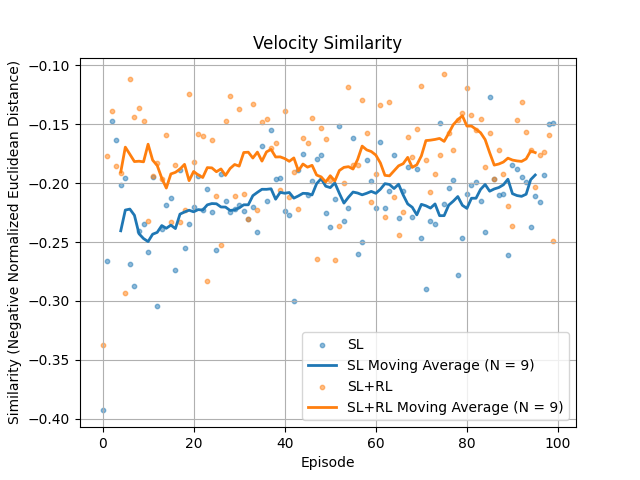 Velocity Similarity
Similarity (Negative Normalized Euclidean Distance)
−0.10
−0.15
−0.20
−0.25
−0.30
−0.35
−0.40
SL
SL Moving Average (N = 9)
SL+RL
SL+RL Moving Average (N = 9)
0
20
40
60
80
100
Episode